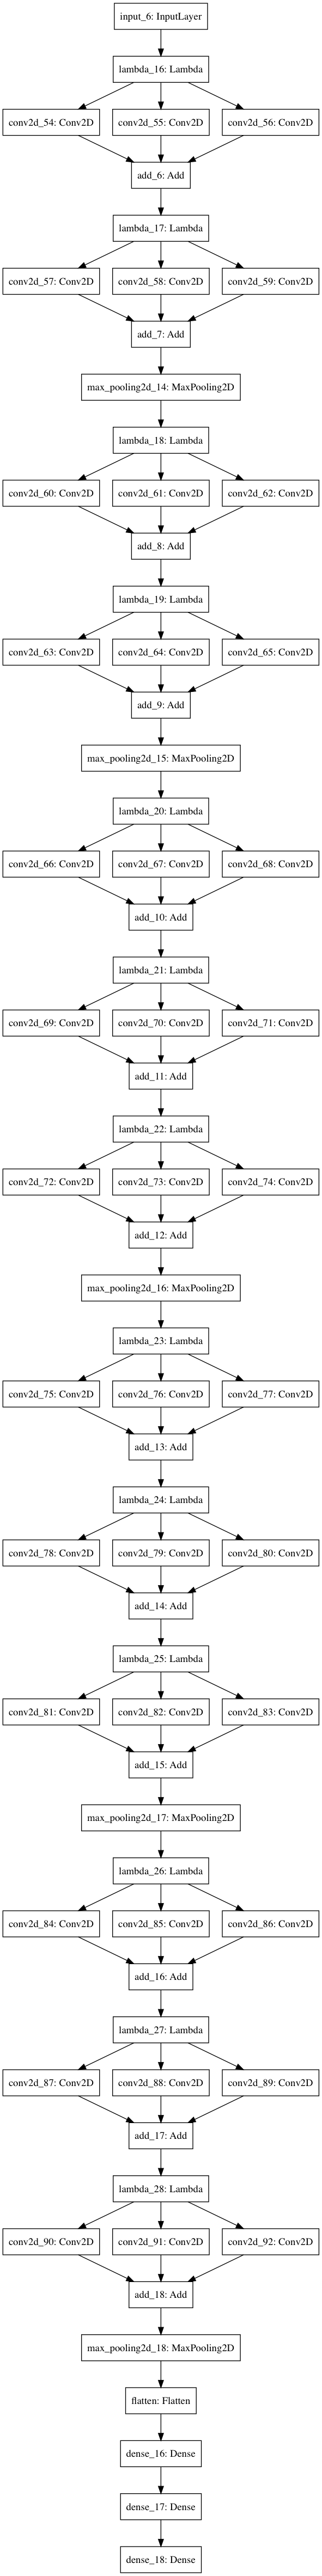 input_6: InputLayer
lambda_16: Lambda
conv2d_54: Conv2D
conv2d_55: Conv2D
conv2d_56: Conv2D
add_6: Add
lambda_17: Lambda
conv2d_57: Conv2D
conv2d_58: Conv2D
conv2d_59: Conv2D
add_7: Add
max_pooling2d_14: MaxPooling2D
lambda_18: Lambda
conv2d_60: Conv2D
conv2d_61: Conv2D
conv2d_62: Conv2D
add_8: Add
lambda_19: Lambda
conv2d_63: Conv2D
conv2d_64: Conv2D
conv2d_65: Conv2D
add_9: Add
max_pooling2d_15: MaxPooling2D
lambda_20: Lambda
conv2d_66: Conv2D
conv2d_67: Conv2D
conv2d_68: Conv2D
add_10: Add
lambda_21: Lambda
conv2d_69: Conv2D
conv2d_70: Conv2D
conv2d_71: Conv2D
add_11: Add
lambda_22: Lambda
conv2d_72: Conv2D
conv2d_73: Conv2D
conv2d_74: Conv2D
add_12: Add
max_pooling2d_16: MaxPooling2D
lambda_23: Lambda
conv2d_75: Conv2D
conv2d_76: Conv2D
conv2d_77: Conv2D
add_13: Add
lambda_24: Lambda
conv2d_78: Conv2D
conv2d_79: Conv2D
conv2d_80: Conv2D
add_14: Add
lambda_25: Lambda
conv2d_81: Conv2D
conv2d_82: Conv2D
conv2d_83: Conv2D
add_15: Add
max_pooling2d_17: MaxPooling2D
lambda_26: Lambda
conv2d_84: Conv2D
conv2d_85: Conv2D
conv2d_86: Conv2D
add_16: Add
lambda_27: Lambda
conv2d_87: Conv2D
conv2d_88: Conv2D
conv2d_89: Conv2D
add_17: Add
lambda_28: Lambda
conv2d_90: Conv2D
conv2d_91: Conv2D
conv2d_92: Conv2D
add_18: Add
max_pooling2d_18: MaxPooling2D
flatten: Flatten
dense_16: Dense
dense_17: Dense
dense_18: Dense